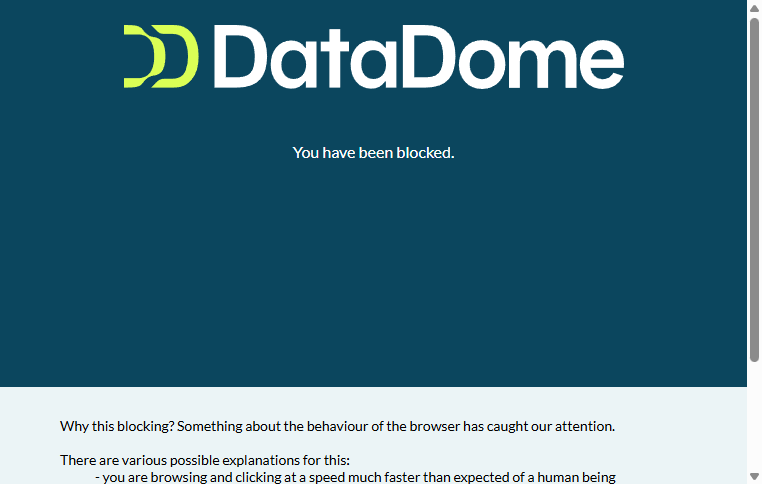 DataDome
You have been blocked.
Why this blocking? Something about the behaviour of the browser has caught our attention.
There are various possible explanations for this:
- you are browsing and clicking at a speed much faster than expected of a human being